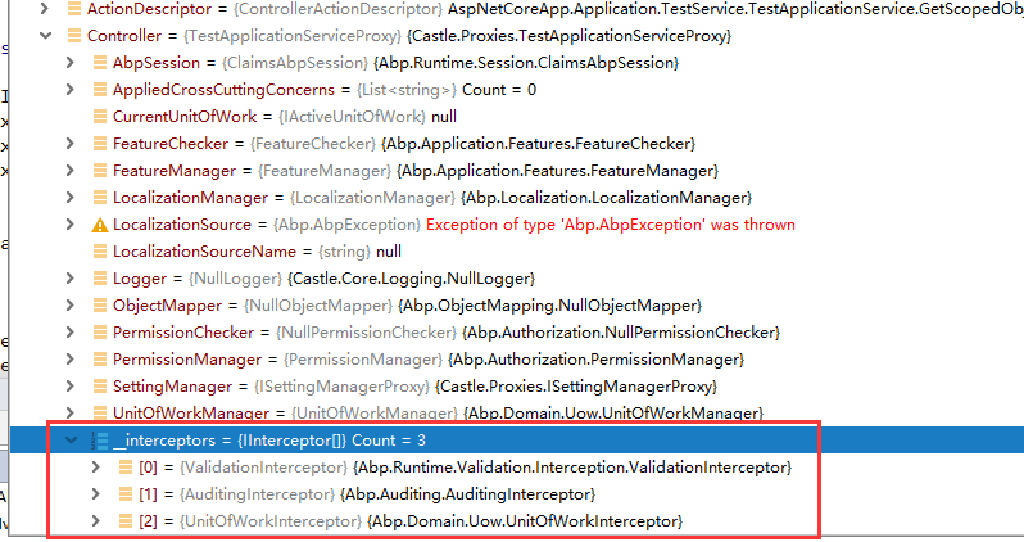 ActionDescriptor = {ControllerActionDescriptor} AspNetCoreApp.Application.TestService.TestApplicationService.GetScopedObj
Controller = {TestApplicationServiceProxy} {Castle.Proxies.TestApplicationServiceProxy}
AbpSession = {ClaimsAbpSession} {Abp.Runtime.Session.ClaimsAbpSession}
AppliedCrossCuttingConcerns = {List<string>} Count = 0
CurrentUnitOfWork = {IActiveUnitOfWork} null
FeatureChecker = {FeatureChecker} {Abp.Application.Features.FeatureChecker}
FeatureManager = {FeatureManager} {Abp.Application.Features.FeatureManager}
LocalizationManager = {LocalizationManager} {Abp.Localization.LocalizationManager}
LocalizationSource = {Abp.AbpException} Exception of type 'Abp.AbpException' was thrown
LocalizationSourceName = {string} null
Logger = {NullLogger} {Castle.Core.Logging.NullLogger}
ObjectMapper = {NullObjectMapper} {Abp.ObjectMapping.NullObjectMapper}
PermissionChecker = {NullPermissionChecker} {Abp.Authorization.NullPermissionChecker}
PermissionManager = {PermissionManager} {Abp.Authorization.PermissionManager}
SettingManager = {ISettingManagerProxy} {Castle.Proxies.ISettingManagerProxy}
UnitOfWorkManager = {UnitOfWorkManager} {Abp.Domain.Uow.UnitOfWorkManager}
__interceptors = {IInterceptor[]} Count = 3
[0] = {ValidationInterceptor} {Abp.Runtime.Validation.Interception.ValidationInterceptor}
[1] = {AuditingInterceptor} {Abp.Auditing.AuditingInterceptor}
[2] = {UnitOfWorkInterceptor} {Abp.Domain.Uow.UnitOfWorkInterceptor}